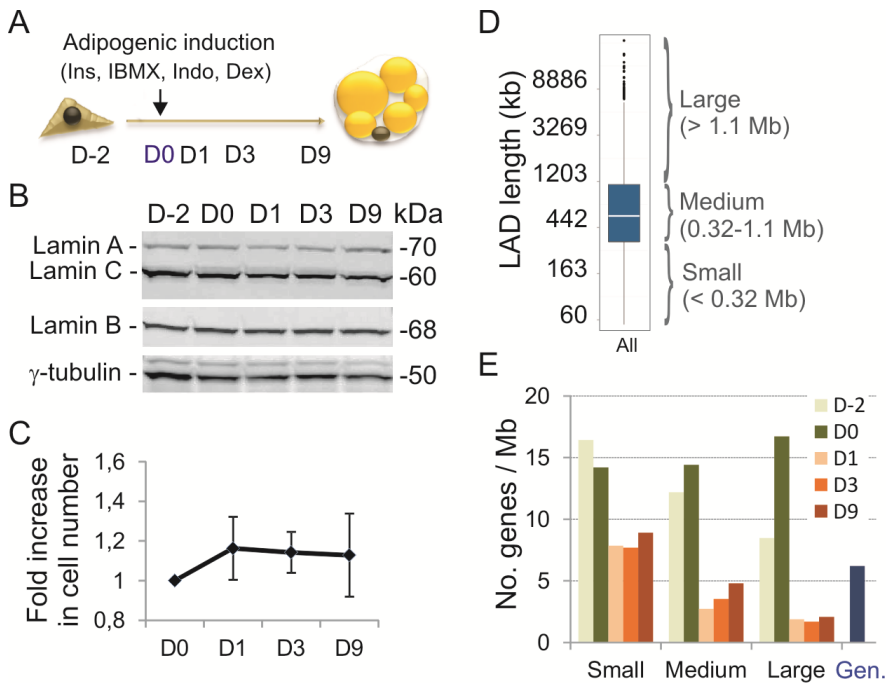 A
Adipogenic induction
(Ins, IBMX, Indo, Dex)
D-2 D0 D1 D3 D9
B
D-2 D0 D1 D3 D9 kDa
Lamin A - -70
Lamin C - -60
Lamin B - -68
γ-tubulin - -50
C
Fold increase
in cell number
1,6
1,4
1,2
1
0,8
D0 D1 D3 D9
D
LAD length (kb)
8886
3269
1203
442
163
60
All
Large
(> 1.1 Mb)
Medium
(0.32-1.1 Mb)
Small
(< 0.32 Mb)
E
No. genes / Mb
20
15
10
5
0
D-2
D0
D1
D3
D9
Small Medium Large Gen.